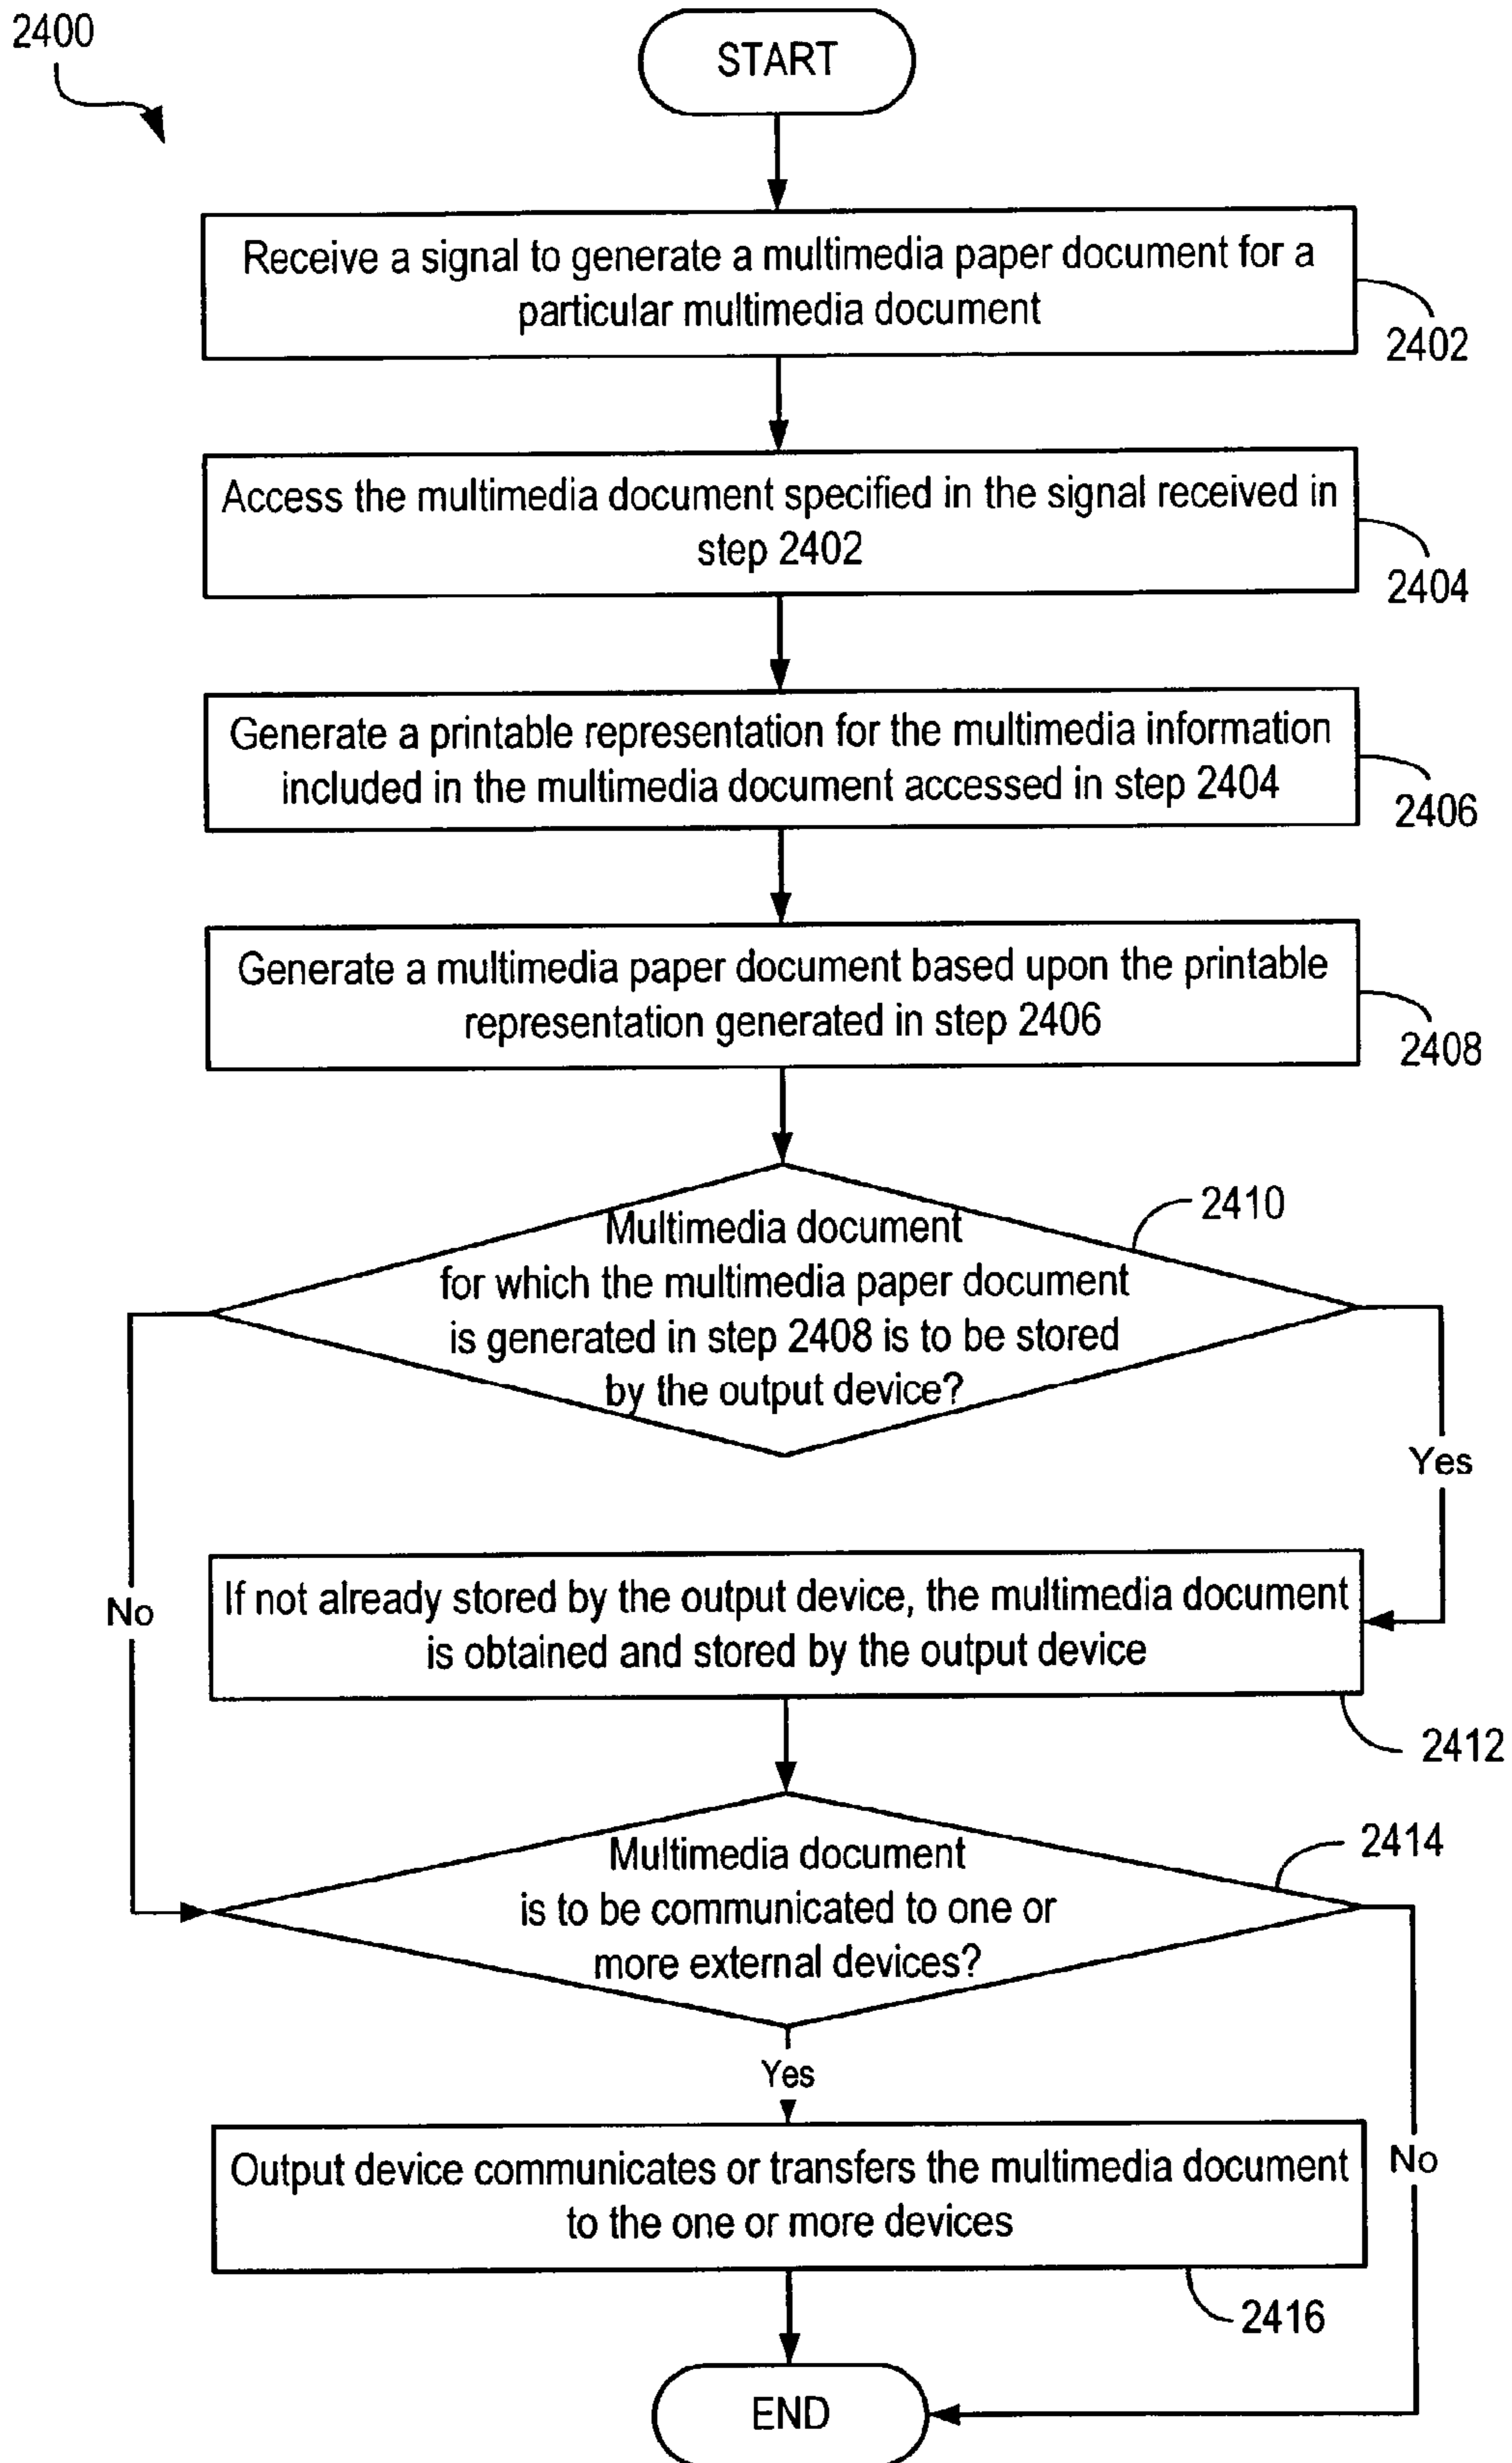 2400
START
Receive a signal to generate a multimedia paper document for a
particular multimedia document
2402
Access the multimedia document specified in the signal received in
step 2402
2404
Generate a printable representation for the multimedia information
included in the multimedia document accessed in step 2404
2406
Generate a multimedia paper document based upon the printable
representation generated in step 2406
2408
2410
Multimedia document
for which the multimedia paper document
is generated in step 2408 is to be stored
by the output device?
Yes
No
If not already stored by the output device, the multimedia document
is obtained and stored by the output device
2412
2414
Multimedia document
is to be communicated to one or
more external devices?
Yes
No
Output device communicates or transfers the multimedia document
to the one or more devices
2416
END